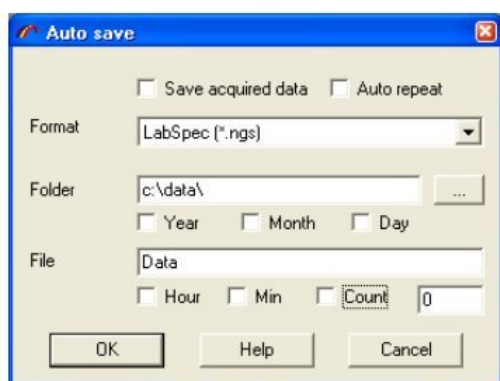 Auto save
Save acquired data Auto repeat
Format LabSpec (*.ngs)
Folder c:\data\ ...
Year Month Day
File Data
Hour Min Count 0
OK Help Cancel